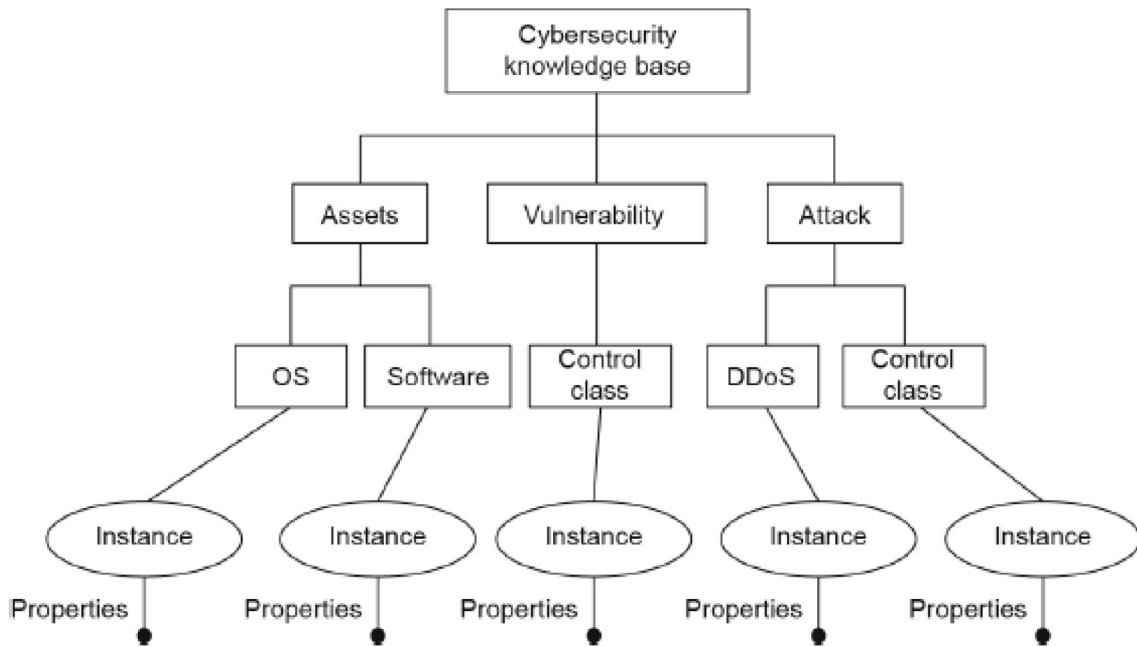 Cybersecurity
knowledge base
Assets
Vulnerability
Attack
OS
Software
Control
class
DDoS
Control
class
Instance
Instance
Instance
Instance
Instance
Properties
Properties
Properties
Properties
Properties